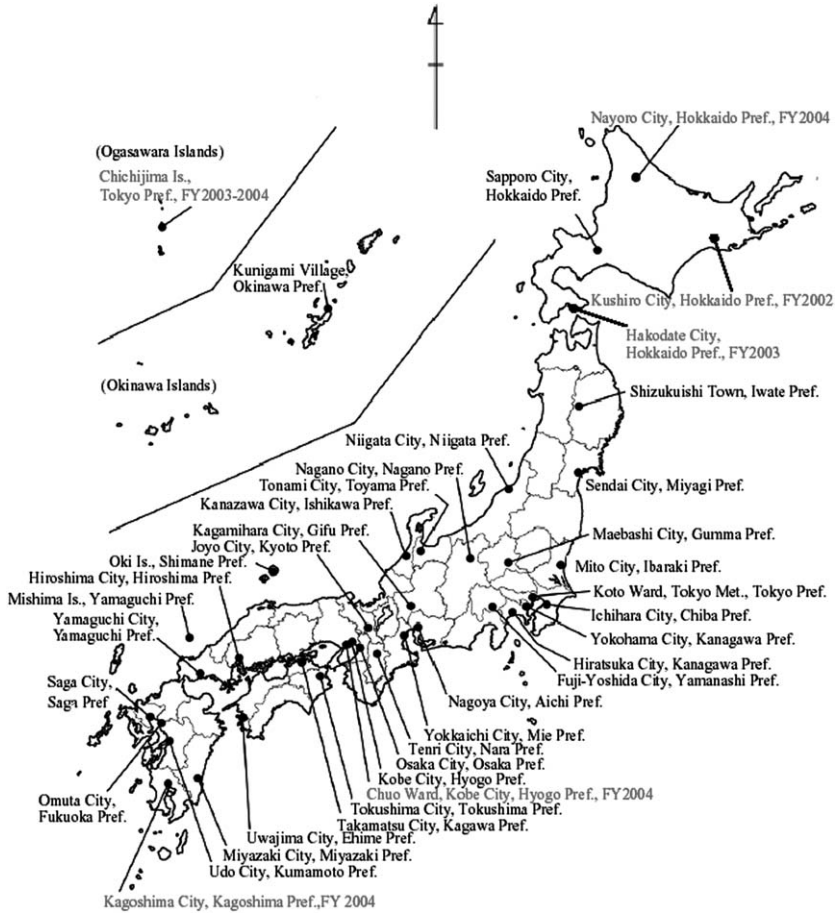 Nayoro City, Hokkaido Pref., FY2004
(Ogasawara Islands)
Chichijima Is.,
Tokyo Pref., FY2003-2004
Sapporo City,
Hokkaido Pref.
Kunigami Village,
Okinawa Pref.
Kushiro City, Hokkaido Pref., FY2002
Hakodate City,
Hokkaido Pref., FY2003
(Okinawa Islands)
Shizukuishi Town, Iwate Pref.
Niigata City, Niigata Pref.
Nagano City, Nagano Pref.
Tonami City, Toyama Pref.
Sendai City, Miyagi Pref.
Kanazawa City, Ishikawa Pref.
Kagamihara City, Gifu Pref.
Maebashi City, Gumma Pref.
Joyo City, Kyoto Pref.
Oki Is., Shimane Pref.
Mito City, Ibaraki Pref.
Hiroshima City, Hiroshima Pref.
Koto Ward, Tokyo Met., Tokyo Pref.
Mishima Is., Yamaguchi Pref.
Ichihara City, Chiba Pref.
Yamaguchi City,
Yamaguchi Pref.
Yokohama City, Kanagawa Pref.
Hiratsuka City, Kanagawa Pref.
Fuji-Yoshida City, Yamanashi Pref.
Saga City,
Saga Pref
Nagoya City, Aichi Pref.
Yokkaichi City, Mie Pref.
Tenri City, Nara Pref.
Osaka City, Osaka Pref.
Kobe City, Hyogo Pref.
Chuo Ward, Kobe City, Hyogo Pref., FY2004
Omuta City,
Fukuoka Pref.
Tokushima City, Tokushima Pref.
Takamatsu City, Kagawa Pref.
Uwajima City, Ehime Pref.
Miyazaki City, Miyazaki Pref.
Udo City, Kumamoto Pref.
Kagoshima City, Kagoshima Pref.,FY 2004